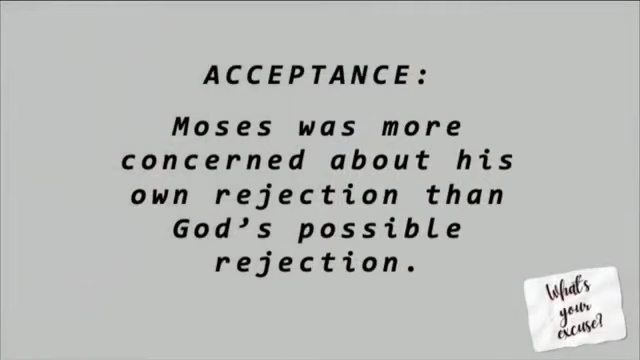 ACCEPTANCE:
Moses was more
concerned about his
own rejection than
God's possible
rejection.
What's
your
excuse?